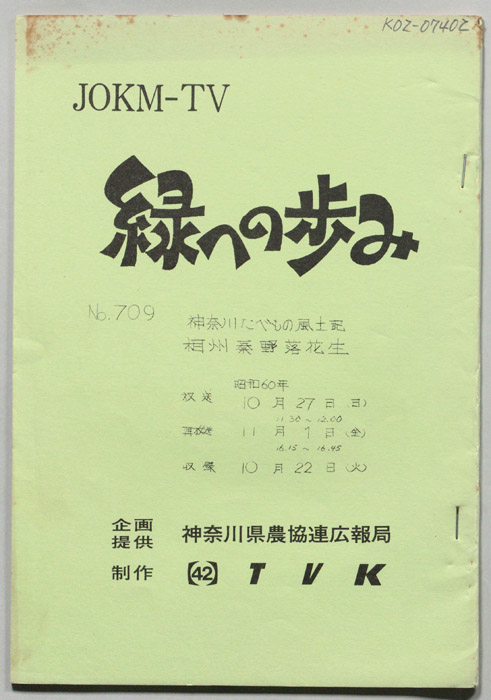 K02-07402
JOKM-TV
緑への歩み
No.709
神奈川たべもの風土記
相州秦野落花生
昭和60年
放送 10月27日(日)
11.30～12.00
再放送 11月1日(金)
16.15～16.45
収録 10月22日(火)
企画
提供 神奈川県農協連広報局
制作 【42】 TVK